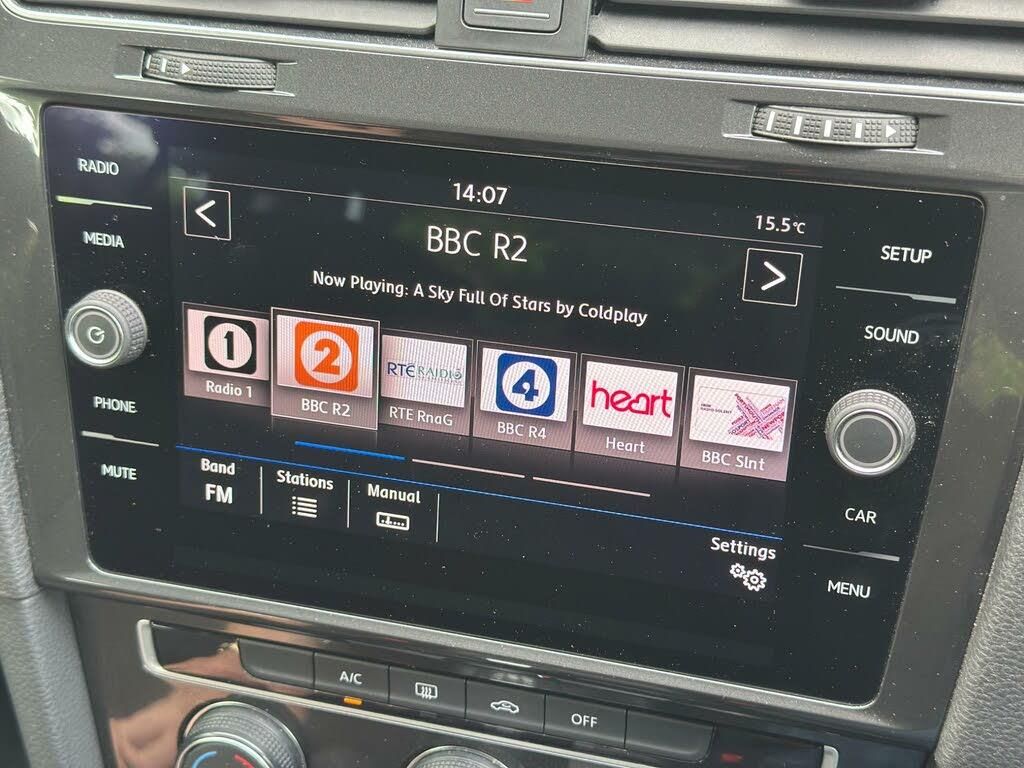 14:07
15.5°C
BBC R2
Now Playing: A Sky Full Of Stars by Coldplay
RADIO
MEDIA
PHONE
MUTE
SETUP
SOUND
CAR
MENU
1
Radio 1
2
BBC R2
RTÉ RAIDIÓ
RTE RnaG
4
BBC R4
heart
Heart
BBC Slnt
Band
FM
Stations
Manual
Settings
A/C
OFF